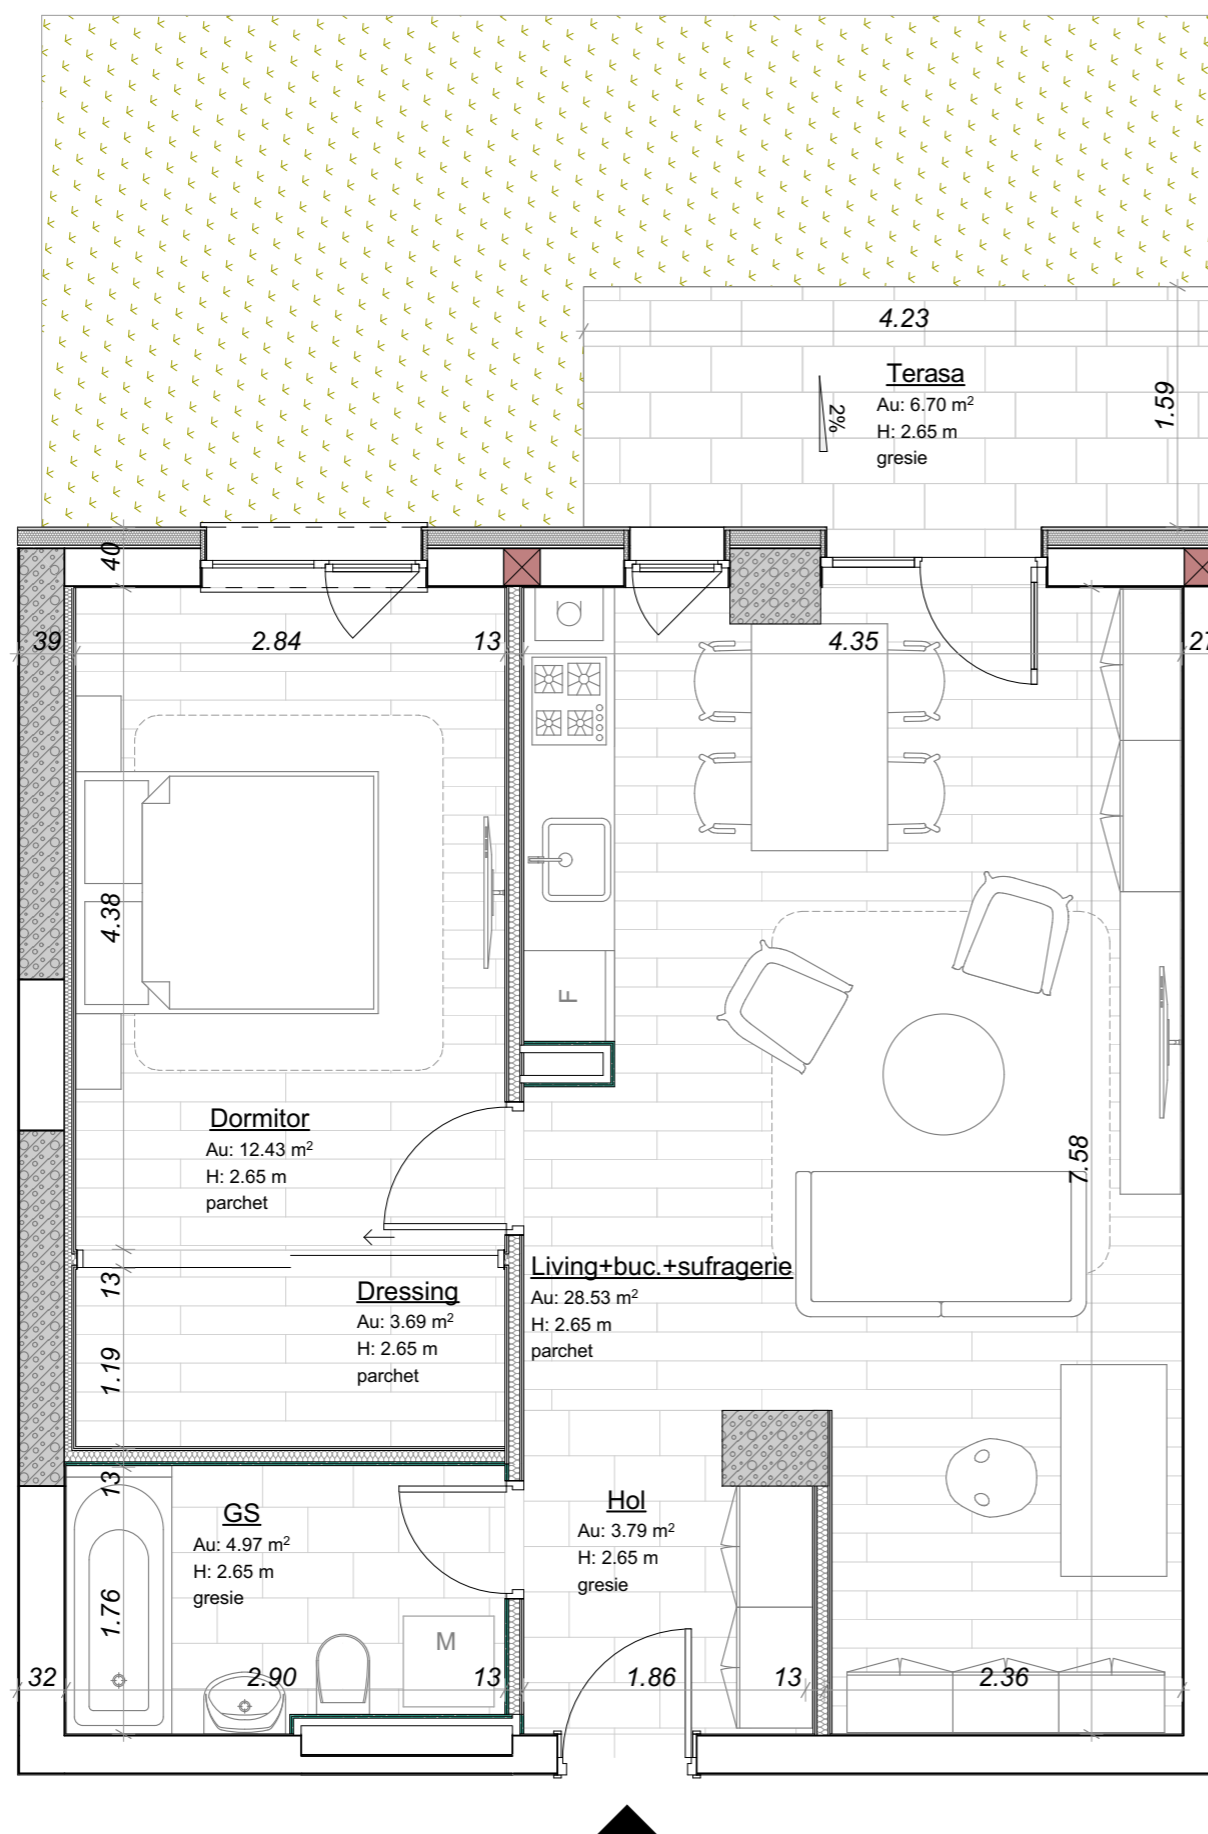 4.23
Terasa
Au: 6.70 m²
H: 2.65 m
gresie
2%
1.59
40
39
2.84
13
4.35
27
4.38
F
Dormitor
Au: 12.43 m²
H: 2.65 m
parchet
7.58
13
Dressing
Au: 3.69 m²
H: 2.65 m
parchet
Living+buc.+sufragerie
Au: 28.53 m²
H: 2.65 m
parchet
1.19
13
GS
Au: 4.97 m²
H: 2.65 m
gresie
Hol
Au: 3.79 m²
H: 2.65 m
gresie
1.76
M
32
2.90
13
1.86
13
2.36